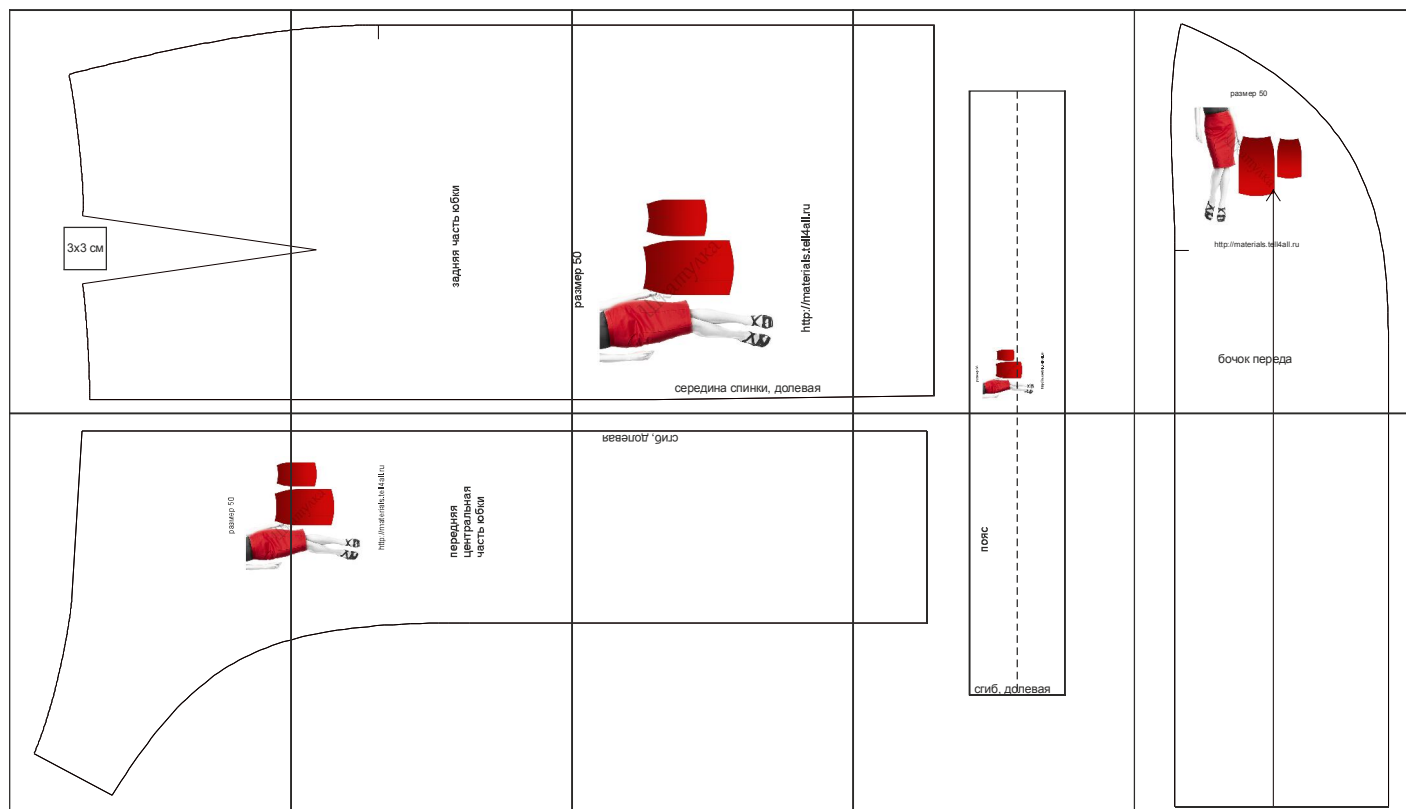 3х3 см
задняя часть юбки
размер 50
http://materials.tell4all.ru
середина спинки, долевая
размер 50
http://materials.tell4all.ru
бочок переда
сгиб, долевая
размер 50
http://materials.tell4all.ru
передняя
центральная
часть юбки
пояс
сгиб, долевая